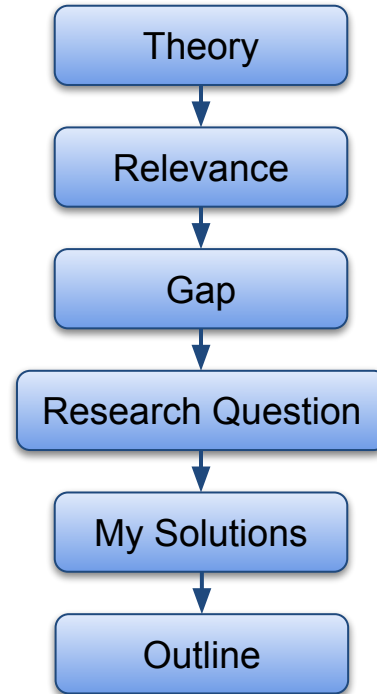 Theory
Relevance
Gap
Research Question
My Solutions
Outline